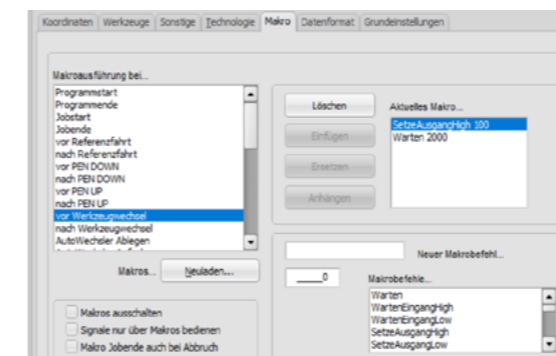 Koordinaten Werkzeuge Sonstige Technologie Makro Datenformat Grundeinstellungen
Makroausführung bei...
Programmstart
Programmende
Jobstart
Jobende
vor Referenzfahrt
nach Referenzfahrt
vor PEN DOWN
nach PEN DOWN
vor PEN UP
nach PEN UP
vor Werkzeugwechsel
nach Werkzeugwechsel
AutoWechsler Ablegen
Makros...
Neuladen...
Makros ausschalten
Signale nur über Makros bedienen
Makro Jobende auch bei Abbruch
Löschen
Einfügen
Ersetzen
Anhängen
Aktuelles Makro...
SetzeAusgangHigh 100
Warten 2000
Neuer Makrobefehl...
____0
Makrobefehle...
Warten
WartenEingangHigh
WartenEingangLow
SetzeAusgangHigh
SetzeAusgangLow